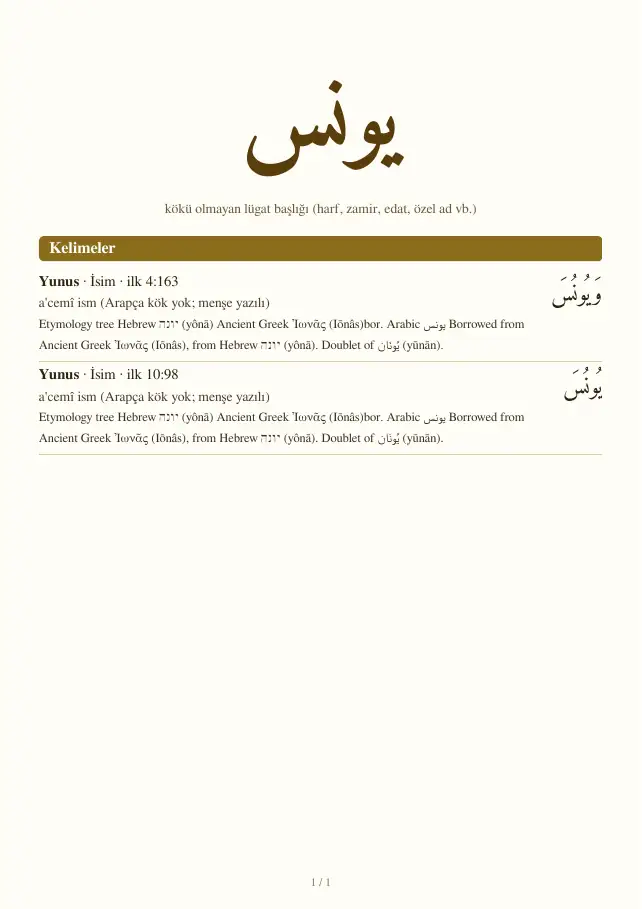 يونس
kökü olmayan lügat başlığı (harf, zamir, edat, özel ad vb.)
Kelimeler
Yunus · İsim · ilk 4:163 وَيُونُسَ
a'cemî ism (Arapça kök yok; menşe yazılı)
Etymology tree Hebrew יונה (yônā) Ancient Greek Ἰωνᾶς (Iōnâs)bor. Arabic يونس Borrowed from
Ancient Greek Ἰωνᾶς (Iōnâs), from Hebrew יונה (yônā). Doublet of يُونَان (yūnān).
Yunus · İsim · ilk 10:98 يُونُسَ
a'cemî ism (Arapça kök yok; menşe yazılı)
Etymology tree Hebrew יונה (yônā) Ancient Greek Ἰωνᾶς (Iōnâs)bor. Arabic يونس Borrowed from
Ancient Greek Ἰωνᾶς (Iōnâs), from Hebrew יונה (yônā). Doublet of يُونَان (yūnān).
1 / 1